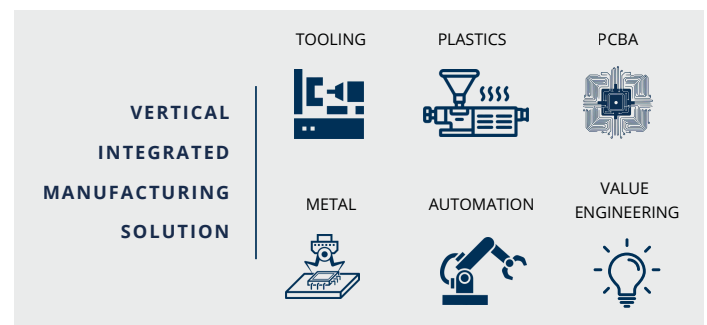 VERTICAL
INTEGRATED
MANUFACTURING
SOLUTION
TOOLING
PLASTICS
PCBA
METAL
AUTOMATION
VALUE
ENGINEERING